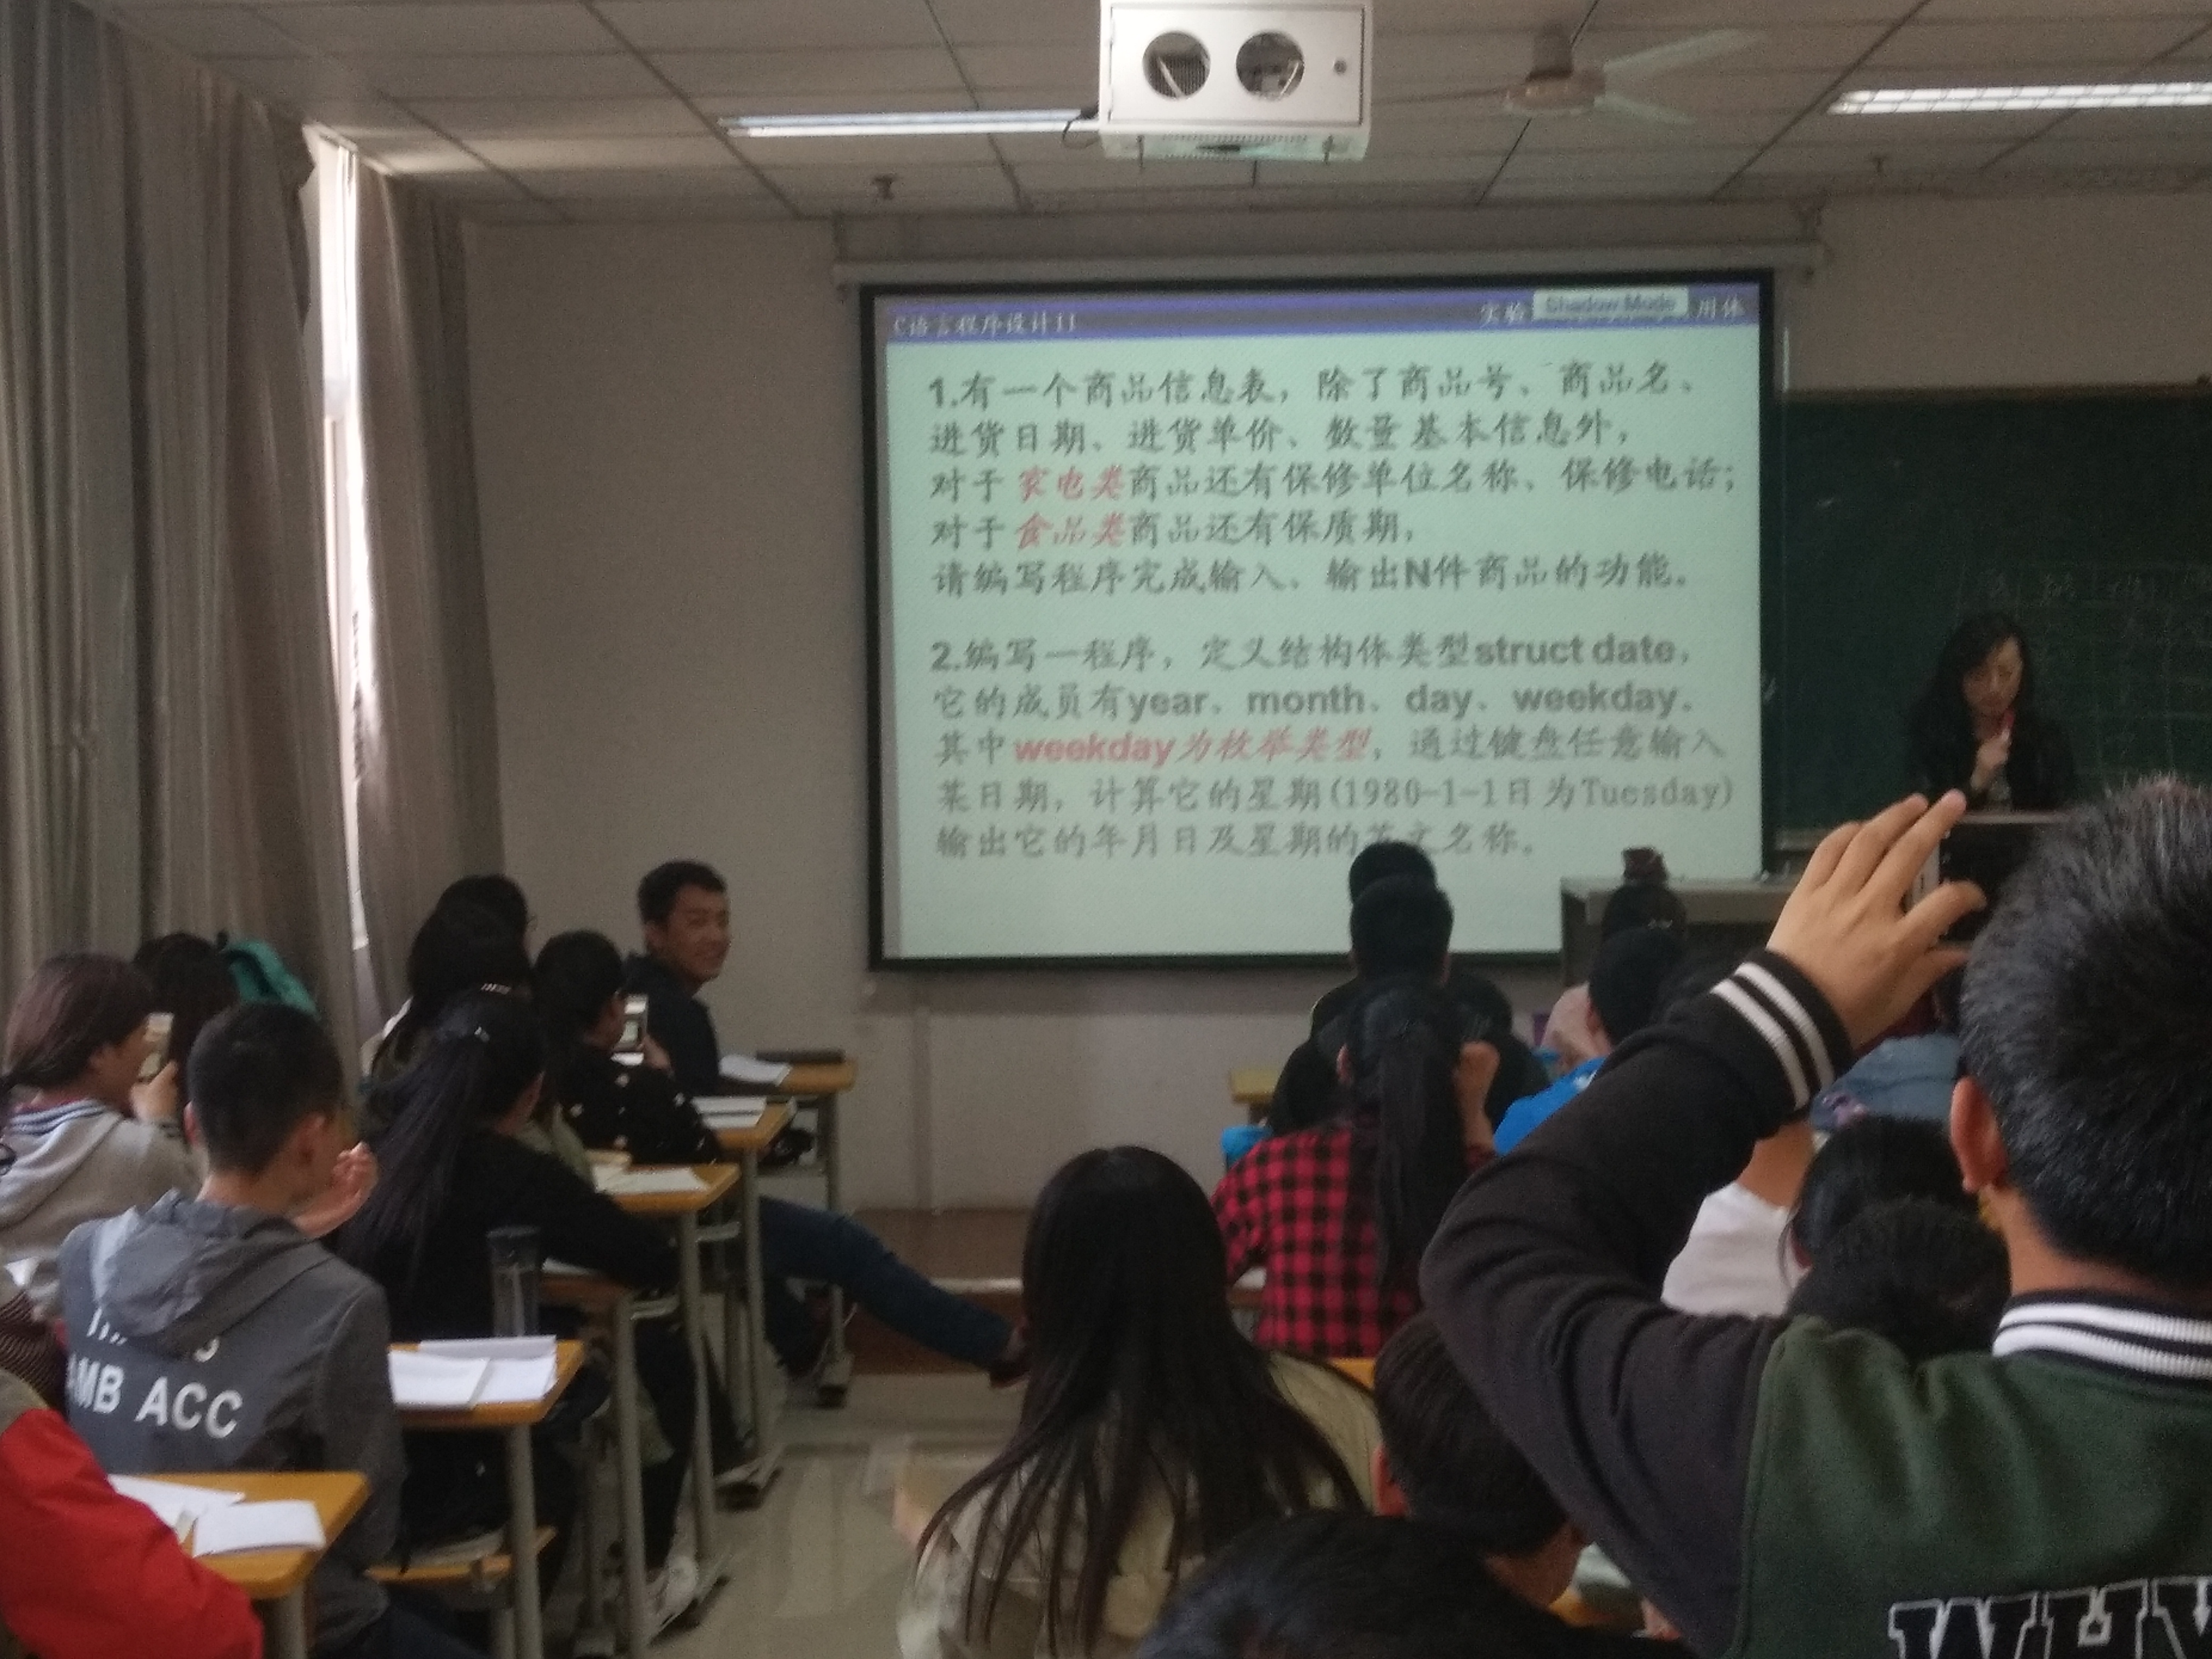 C语言程序设计II
实验 Shadow Mode 用体
1.有一个商品信息表，除了商品号、商品名、
进货日期、进货单价、数量基本信息外，
对于家电类商品还有保修单位名称、保修电话；
对于食品类商品还有保质期，
请编写程序完成输入、输出N件商品的功能。
2.编写一程序，定义结构体类型struct date，
它的成员有year、month、day、weekday、
其中weekday为枚举类型，通过键盘任意输入
某日期，计算它的星期(1980-1-1日为Tuesday)
输出它的年月日及星期的英文名称。
ACC